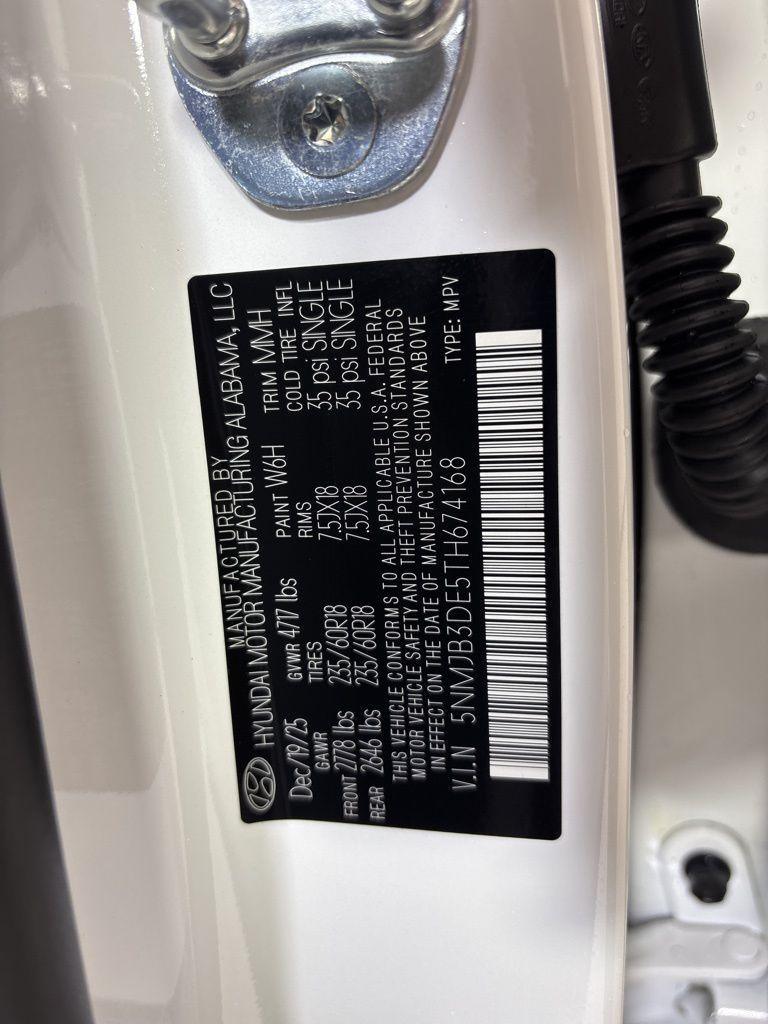 MANUFACTURED BY
HYUNDAI MOTOR MANUFACTURING ALABAMA, LLC
Dec/19/25 GVWR 4717 lbs PAINT W6H TRIM MMH
GAWR TIRES RIMS COLD TIRE INFL
FRONT 2778 lbs 235/60R18 7.5JX18 35 psi SINGLE
REAR 2646 lbs 235/60R18 7.5JX18 35 psi SINGLE
THIS VEHICLE CONFORMS TO ALL APPLICABLE U.S.A. FEDERAL
MOTOR VEHICLE SAFETY AND THEFT PREVENTION STANDARDS
IN EFFECT ON THE DATE OF MANUFACTURE SHOWN ABOVE
V.I.N 5NMJB3DE5TH674168 TYPE: MPV